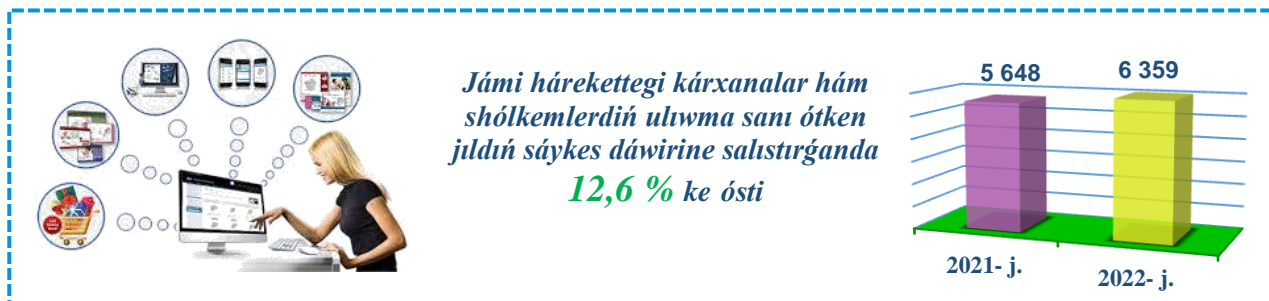 Jámi hárekettegi kárxanalar hám
shólkemlerdiń ulıwma sanı ótken
jıldıń sáykes dáwirine salıstırǵanda
12,6 % ke ósti
5 648
6 359
2021- j.
2022- j.